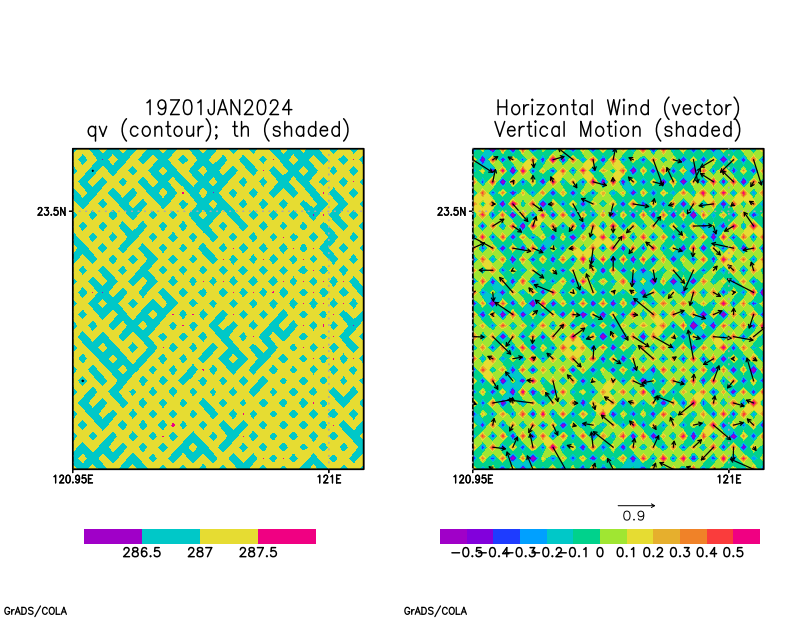 19Z01JAN2024
qv (contour); th (shaded)
23.5N
120.95E
121E
286.5
287
287.5
GrADS/COLA
Horizontal Wind (vector)
Vertical Motion (shaded)
23.5N
120.95E
121E
0.9
-0.5 -0.4 -0.3 -0.2 -0.1 0 0.1 0.2 0.3 0.4 0.5
GrADS/COLA